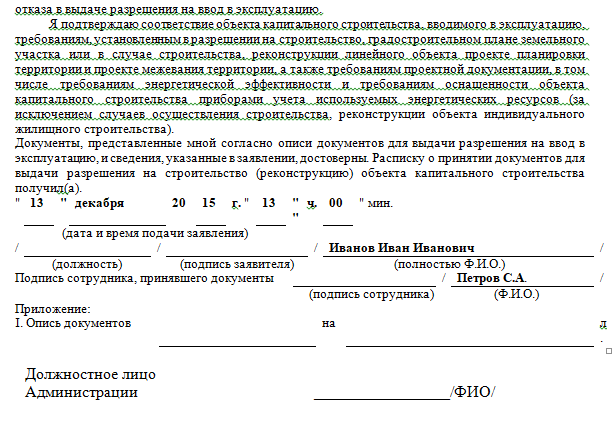 отказа в выдаче разрешения на ввод в эксплуатацию.
Я подтверждаю соответствие объекта капитального строительства, вводимого в эксплуатацию,
требованиям, установленным в разрешении на строительство, градостроительном плане земельного
участка или в случае строительства, реконструкции линейного объекта проекте планировки
территории и проекте межевания территории, а также требованиям проектной документации, в том
числе требованиям энергетической эффективности и требованиям оснащенности объекта
капитального строительства приборами учета используемых энергетических ресурсов (за
исключением случаев осуществления строительства, реконструкции объекта индивидуального
жилищного строительства).
Документы, представленные мной согласно описи документов для выдачи разрешения на ввод в
эксплуатацию, и сведения, указанные в заявлении, достоверны. Расписку о принятии документов для
выдачи разрешения на строительство (реконструкцию) объекта капитального строительства
получил(а).
" 13 " декабря 20 15 г. " 13 " ч. 00 " мин.
"
(дата и время подачи заявления)
/ / / Иванов Иван Иванович /
(должность) (подпись заявителя) (полностью Ф.И.О.)
Подпись сотрудника, принявшего документы / Петров С.А. /
(подпись сотрудника) (Ф.И.О.)
Приложение:
1. Опись документов на л
.
Должностное лицо
Администрации __________________/ФИО/